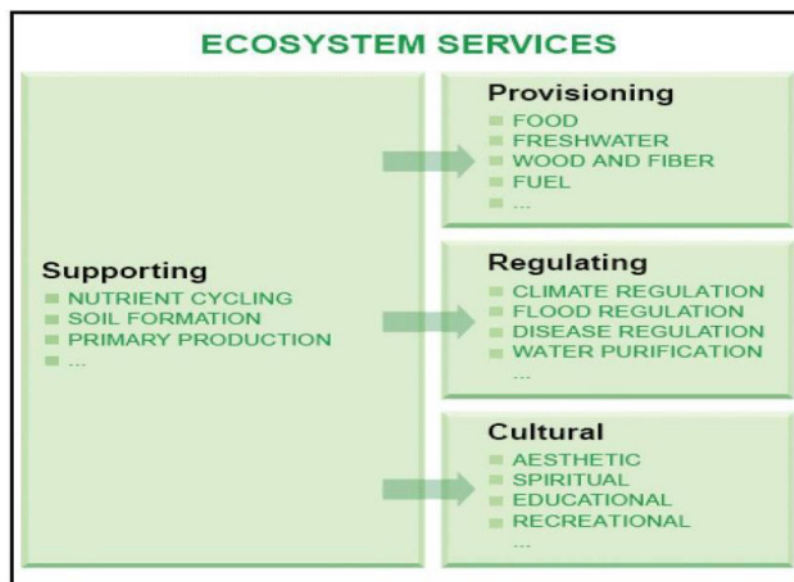 ECOSYSTEM SERVICES
Supporting
NUTRIENT CYCLING
SOIL FORMATION
PRIMARY PRODUCTION
...
Provisioning
FOOD
FRESHWATER
WOOD AND FIBER
FUEL
...
Regulating
CLIMATE REGULATION
FLOOD REGULATION
DISEASE REGULATION
WATER PURIFICATION
...
Cultural
AESTHETIC
SPIRITUAL
EDUCATIONAL
RECREATIONAL
...